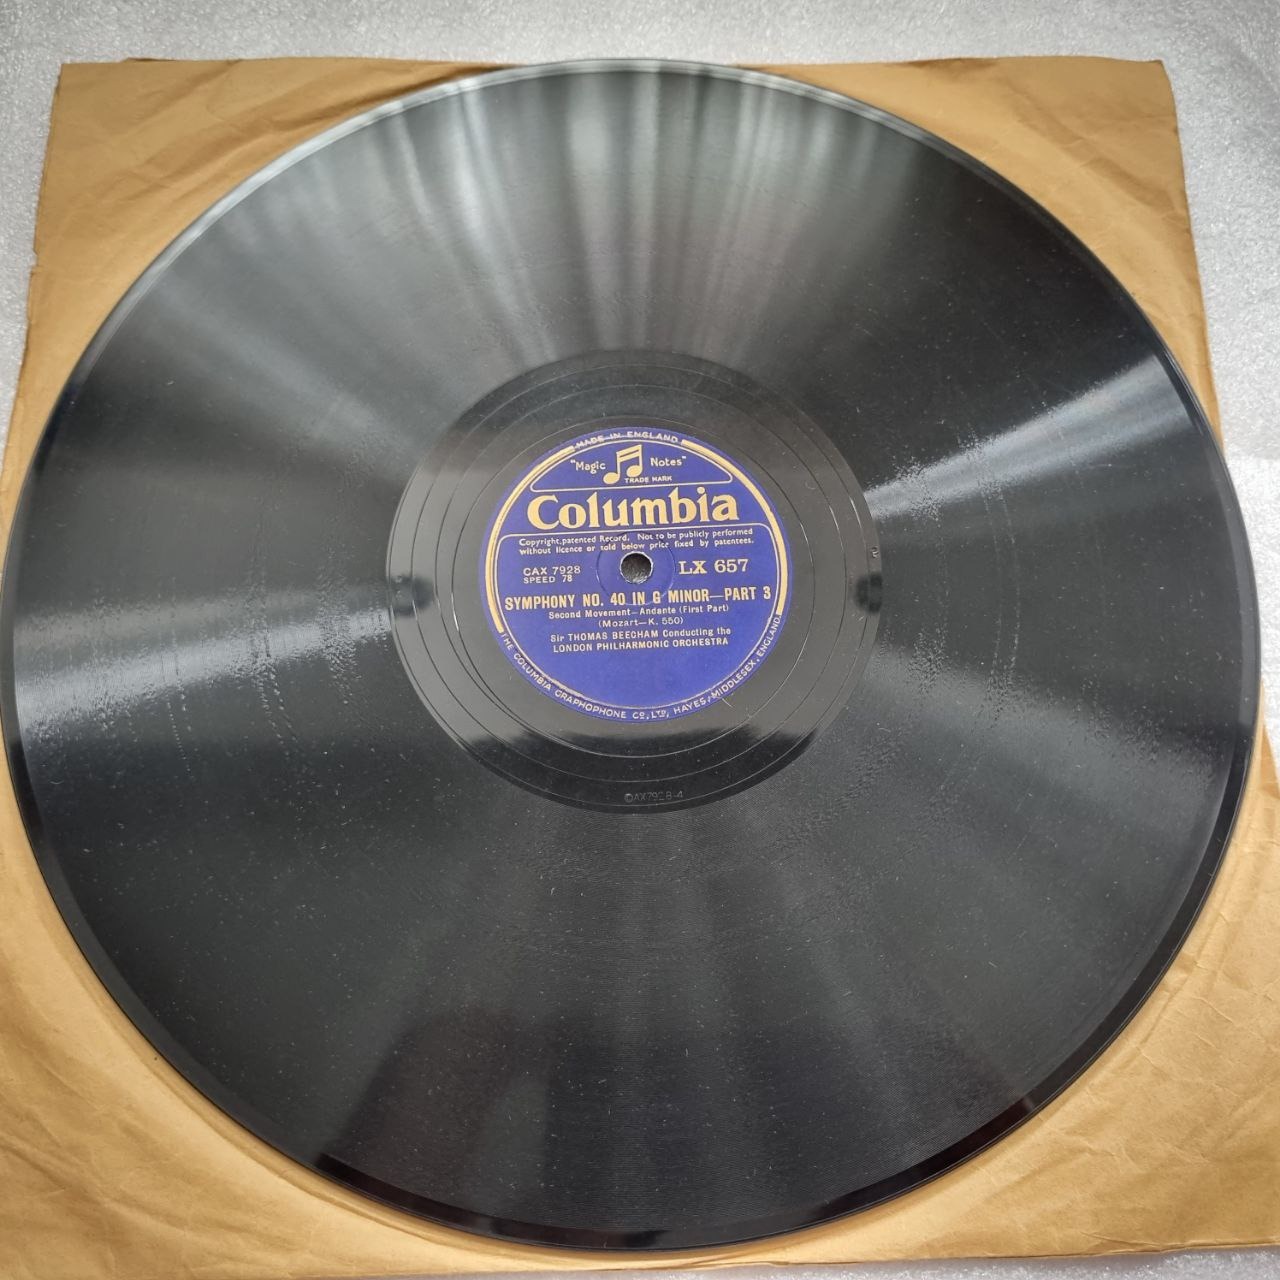 MADE IN ENGLAND
"Magic Notes"
TRADE MARK
Columbia
Copyright, patented Record. Not to be publicly performed
without licence or sold below price fixed by patentees.
CAX 7928
SPEED 78
LX 657
SYMPHONY NO. 40 IN G MINOR—PART 3
Second Movement—Andante (First Part)
(Mozart—K. 550)
Sir THOMAS BEECHAM Conducting the
LONDON PHILHARMONIC ORCHESTRA
THE COLUMBIA GRAPHOPHONE CO., LTD, HAYES, MIDDLESEX, ENGLAND.
AX7928-4